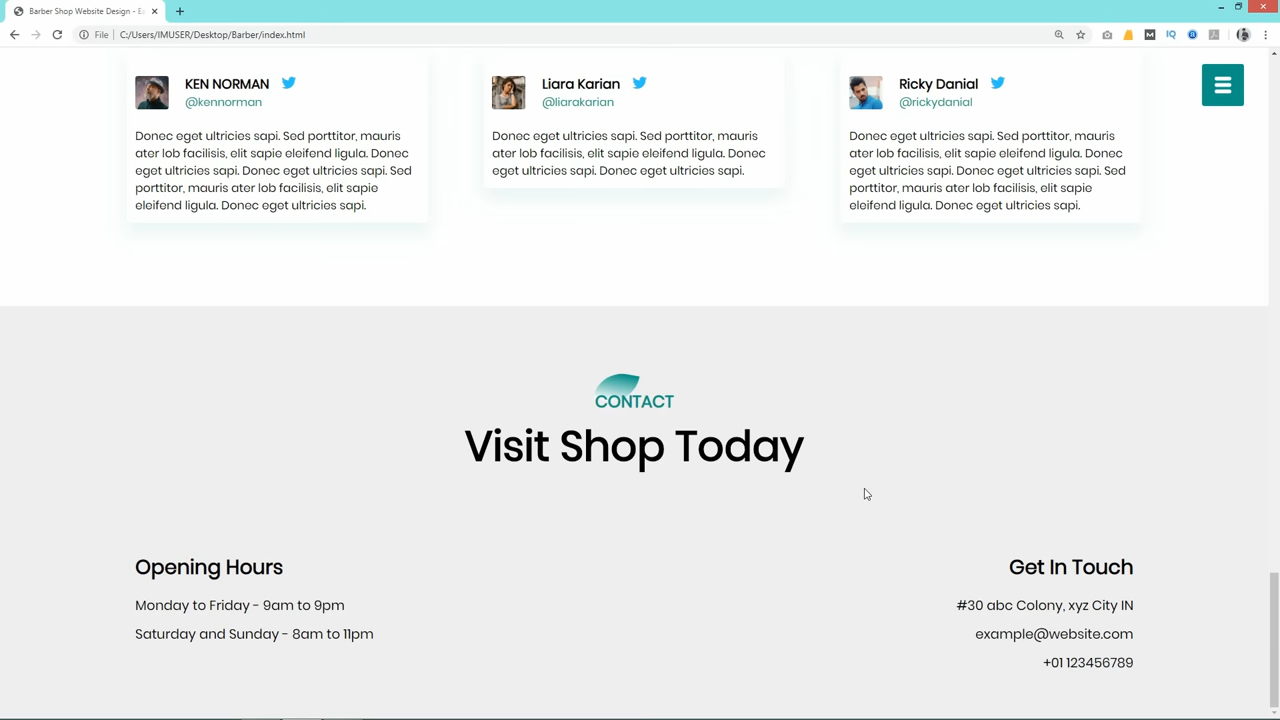 Barber Shop Website Design - Ea
File
C:/Users/IMUSER/Desktop/Barber/index.html
IQ
KEN NORMAN
@kennorman
Donec eget ultricies sapi. Sed porttitor, mauris
ater lob facilisis, elit sapie eleifend ligula. Donec
eget ultricies sapi. Donec eget ultricies sapi. Sed
porttitor, mauris ater lob facilisis, elit sapie
eleifend ligula. Donec eget ultricies sapi.
Liara Karian
@liarakarian
Donec eget ultricies sapi. Sed porttitor, mauris
ater lob facilisis, elit sapie eleifend ligula. Donec
eget ultricies sapi. Donec eget ultricies sapi.
Ricky Danial
@rickydanial
Donec eget ultricies sapi. Sed porttitor, mauris
ater lob facilisis, elit sapie eleifend ligula. Donec
eget ultricies sapi. Donec eget ultricies sapi. Sed
porttitor, mauris ater lob facilisis, elit sapie
eleifend ligula. Donec eget ultricies sapi.
CONTACT
Visit Shop Today
Opening Hours
Monday to Friday - 9am to 9pm
Saturday and Sunday - 8am to 11pm
Get In Touch
#30 abc Colony, xyz City IN
example@website.com
+01 123456789